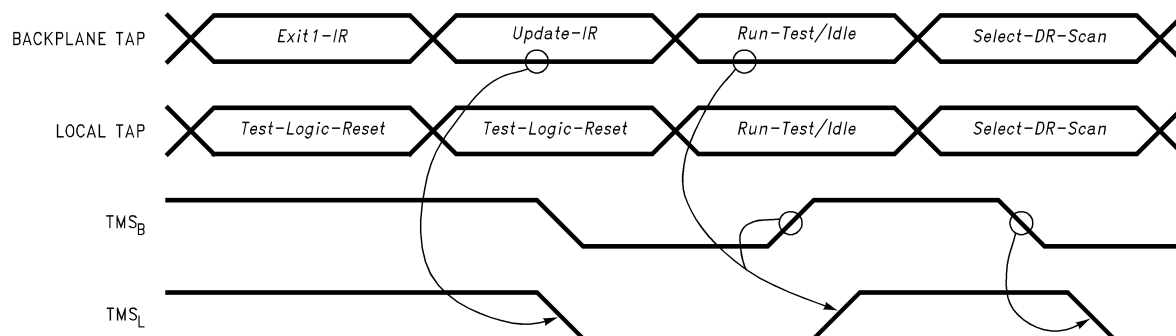 BACKPLANE TAP Exit1-IR Update-IR Run-Test/Idle Select-DR-Scan
LOCAL TAP Test-Logic-Reset Test-Logic-Reset Run-Test/Idle Select-DR-Scan
TMSB
TMSL